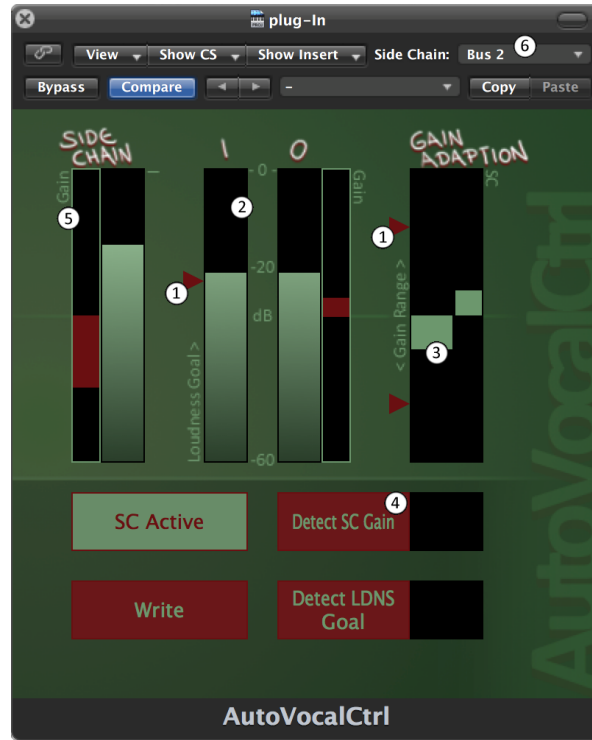 plug-In
View Show CS Show Insert Side Chain: Bus 2 6
Bypass Compare - Copy Paste
SIDE
CHAIN
I
O
GAIN
ADAPTION
Gain
5
2
1
Loudness Goal >
0
-20
dB
-60
Gain
1
< Gain Range >
3
SC
SC Active
Detect SC Gain
4
Write
Detect LDNS
Goal
AutoVocalCtrl
AutoVocalCtrl